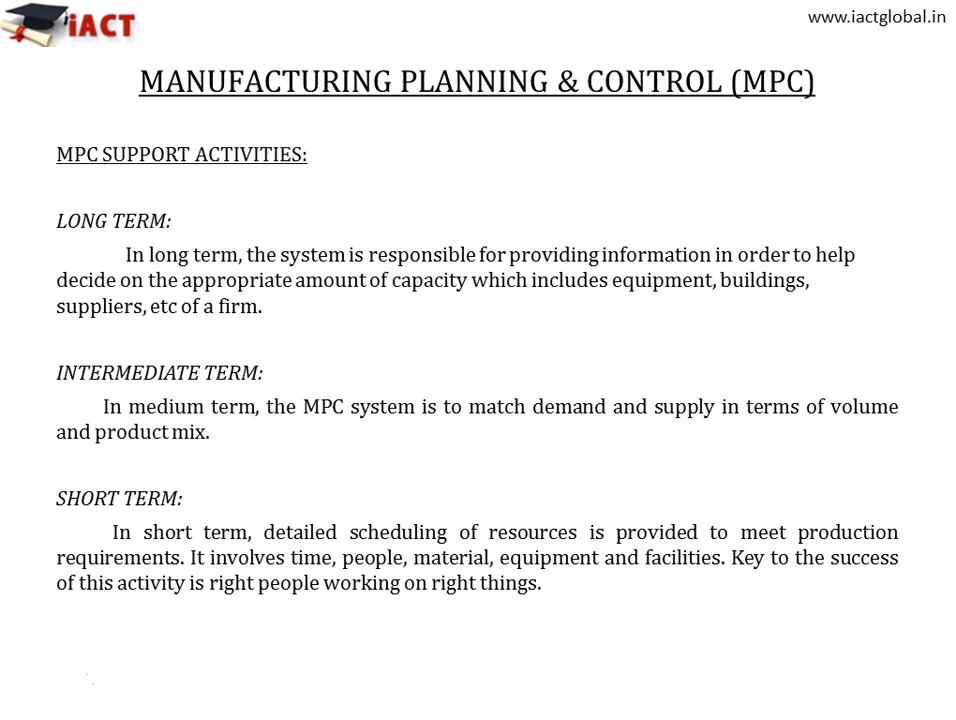 iACT
www.iactglobal.in
MANUFACTURING PLANNING & CONTROL (MPC)
MPC SUPPORT ACTIVITIES:
LONG TERM:
In long term, the system is responsible for providing information in order to help
decide on the appropriate amount of capacity which includes equipment, buildings,
suppliers, etc of a firm.
INTERMEDIATE TERM:
In medium term, the MPC system is to match demand and supply in terms of volume
and product mix.
SHORT TERM:
In short term, detailed scheduling of resources is provided to meet production
requirements. It involves time, people, material, equipment and facilities. Key to the success
of this activity is right people working on right things.